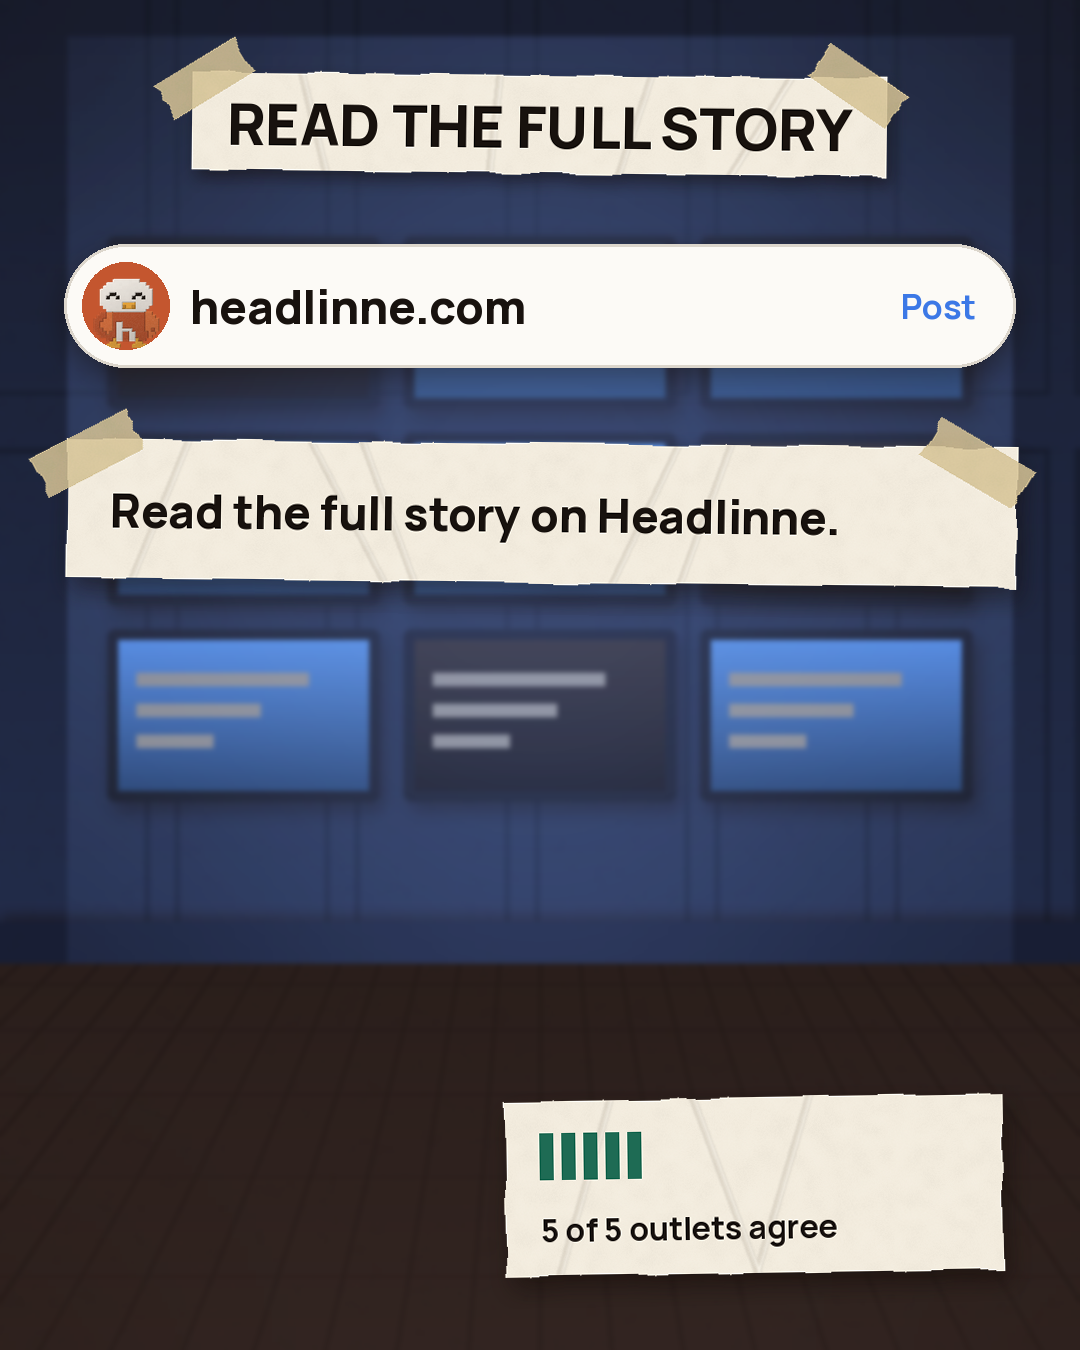 READ THE FULL STORY
headlinne.com
Post
Read the full story on Headlinne.
5 of 5 outlets agree